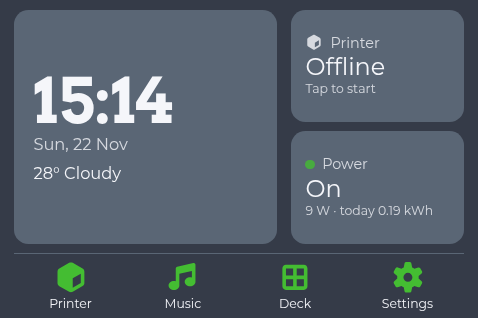 15:14
Sun, 22 Nov
28° Cloudy
Printer
Offline
Tap to start
Power
On
9 W · today 0.19 kWh
Printer
Music
Deck
Settings